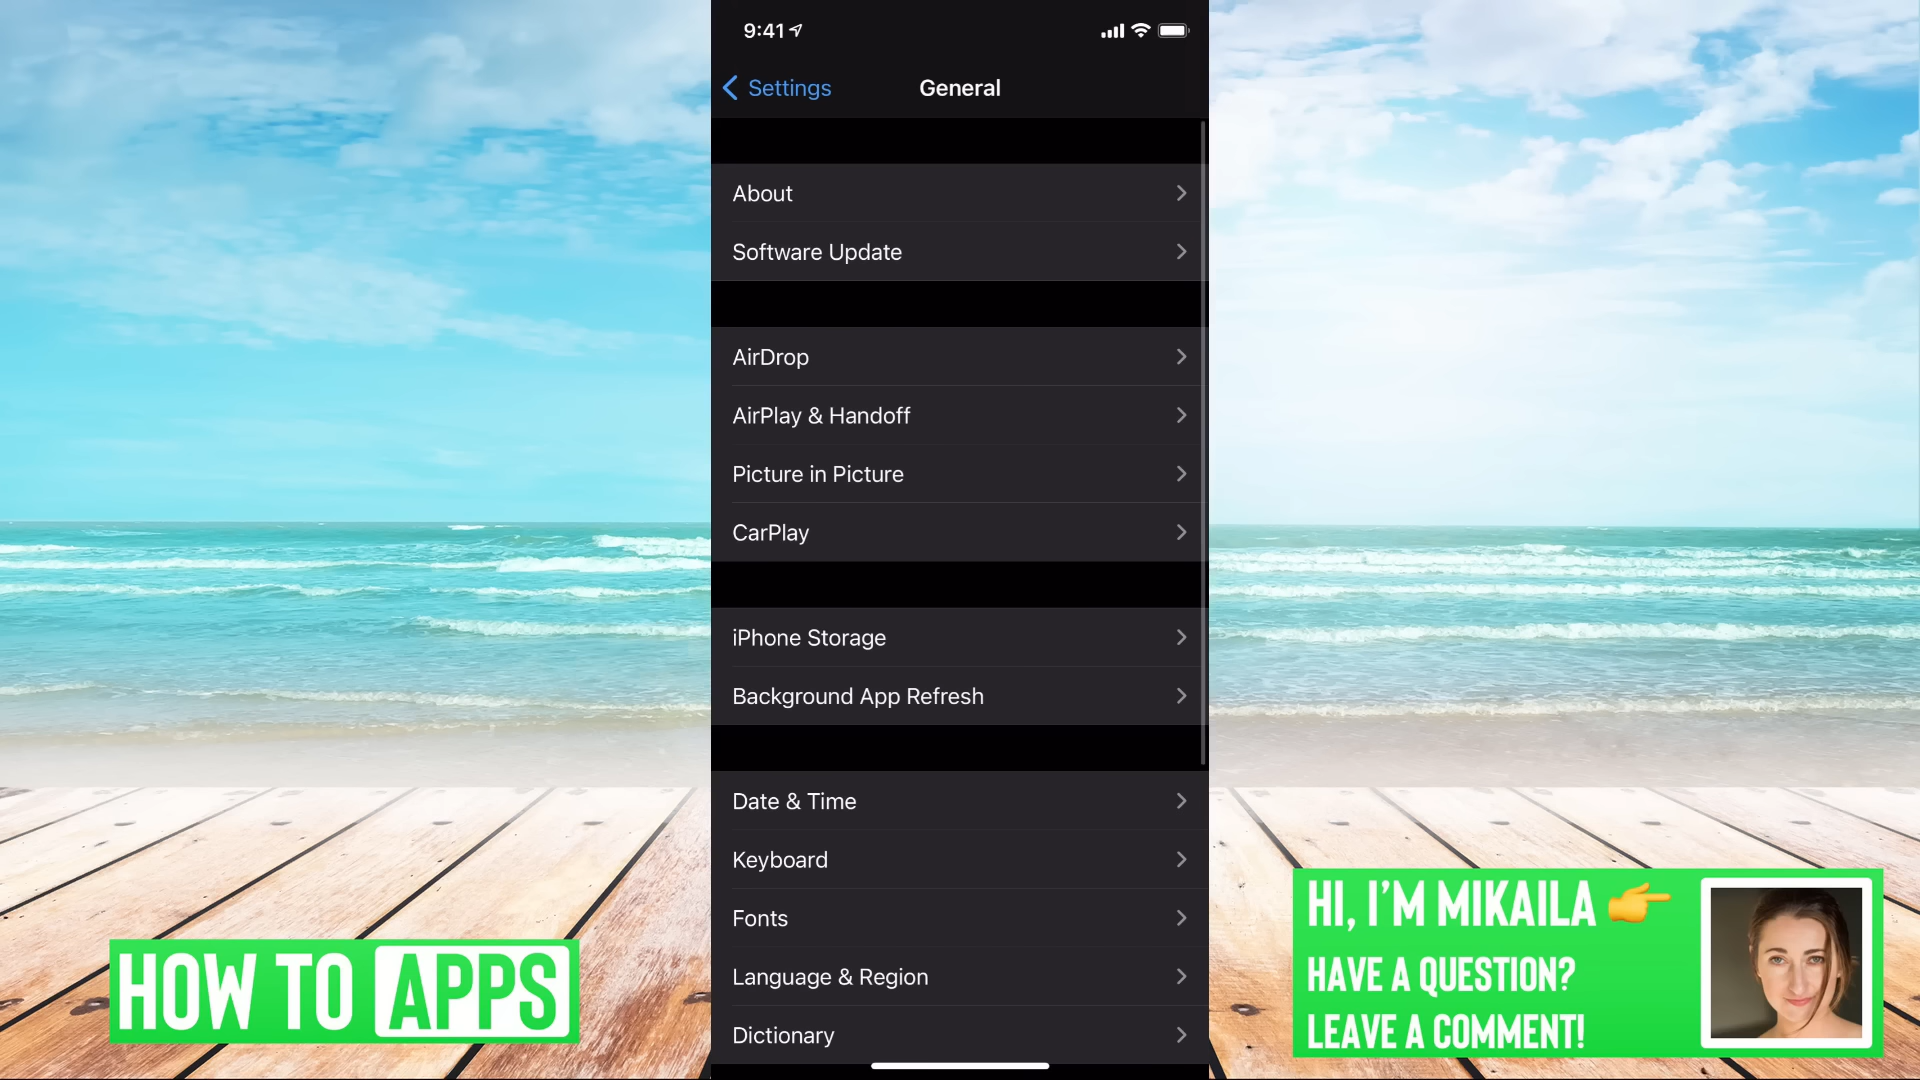 9:41
Settings
General
About
Software Update
AirDrop
AirPlay & Handoff
Picture in Picture
CarPlay
iPhone Storage
Background App Refresh
Date & Time
Keyboard
Fonts
Language & Region
Dictionary
HOW TO APPS
HI, I'M MIKAILA 👉
HAVE A QUESTION?
LEAVE A COMMENT!